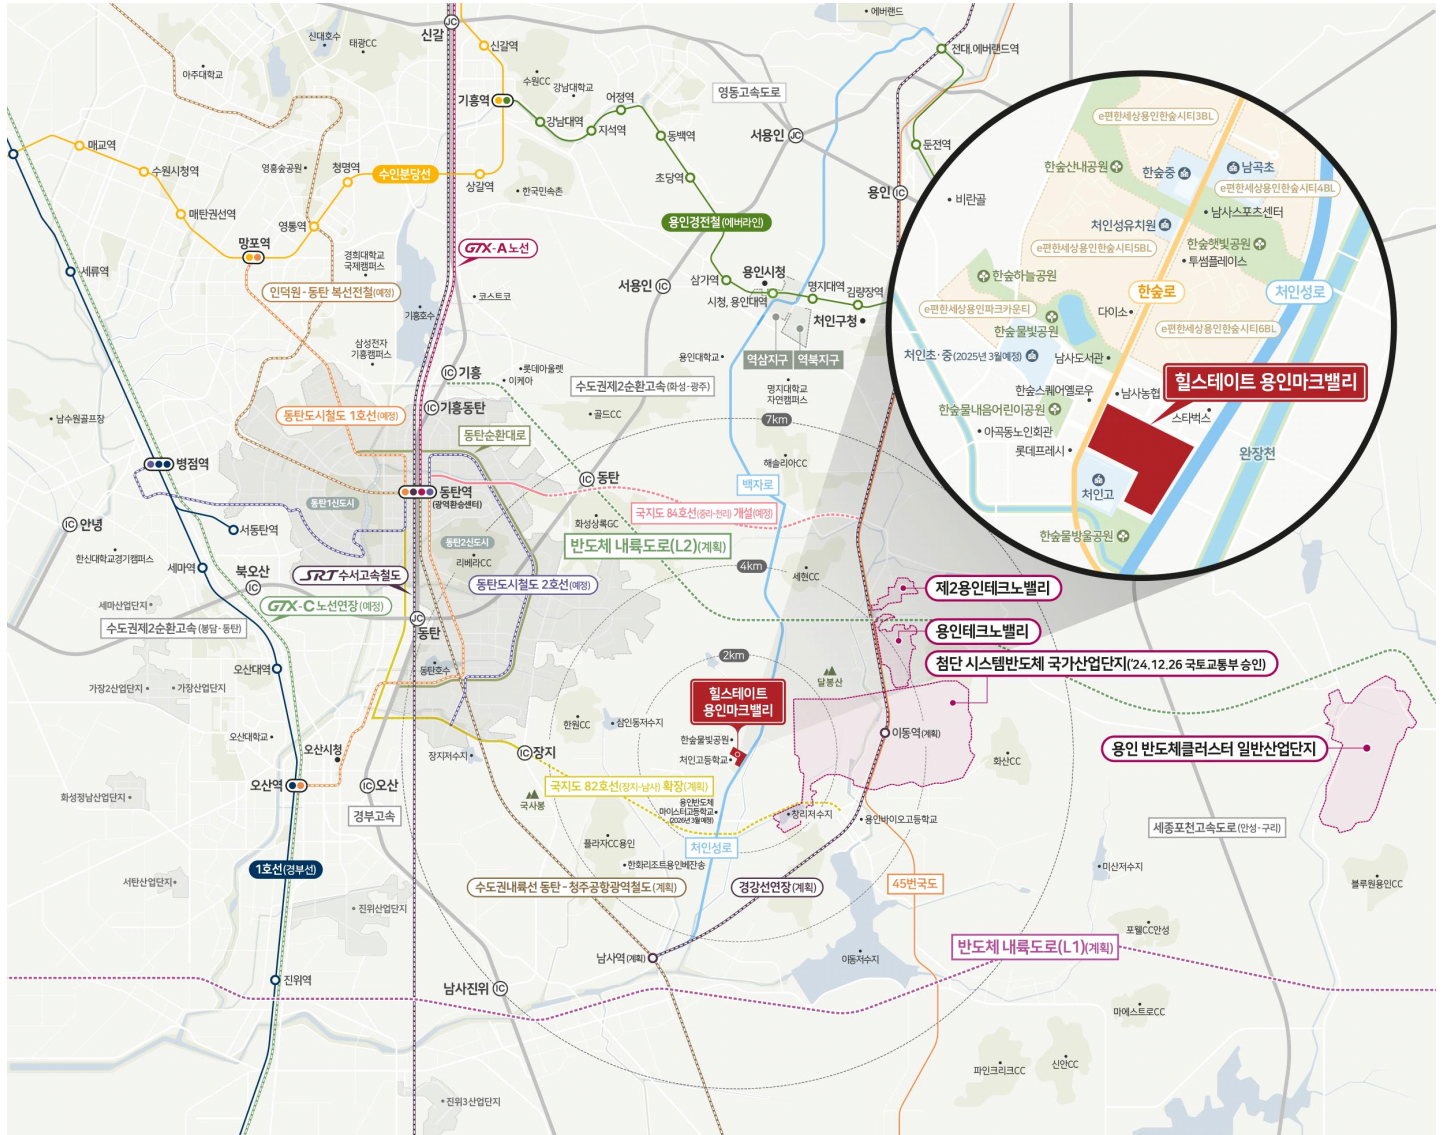 신갈
JC
신갈역
에버랜드
신대호수
태광CC
아주대학교
수원CC
강남대학교
전대.에버랜드역
기흥역
어정역
영동고속도로
강남대역
지석역
동백역
서용인
JC
둔전역
매교역
수원시청역
영흥숲공원
청명역
수인분당선
상갈역
한국민속촌
초당역
용인
IC
비란골
매탄권선역
영통역
용인경전철(에버라인)
망포역
경희대학교
국제캠퍼스
GTX-A노선
세류역
인덕원-동탄 복선전철(예정)
기흥호수
코스트코
서용인
IC
삼가역
용인시청
시청, 용인대역
명지대역
김량장역
처인구청
삼성전자
기흥캠퍼스
용인대학교
역삼지구
역북지구
IC
기흥
롯데아울렛
이케아
수도권제2순환고속(화성-광주)
명지대학교
자연캠퍼스
남수원골프장
동탄도시철도 1호선(예정)
IC
기흥동탄
골드CC
7km
동탄순환대로
병점역
해솔리아CC
동탄역
(광역환승센터)
IC
동탄
백자로
동탄1신도시
국지도 84호선(중리-천리) 개설(예정)
IC
안녕
서동탄역
화성상록GC
동탄2신도시
리베라CC
반도체 내륙도로(L2)(계획)
한신대학교경기캠퍼스
세마역
북오산
IC
SRT 수서고속철도
동탄도시철도 2호선(예정)
4km
세현CC
제2용인테크노밸리
세마산업단지
GTX-C노선연장(예정)
수도권제2순환고속(봉담-동탄)
JC
동탄
용인테크노밸리
첨단 시스템반도체 국가산업단지('24.12.26 국토교통부 승인)
2km
오산대역
동탄호수
달봉산
가장2산업단지
가장산업단지
힐스테이트
용인마크밸리
한원CC
삼인동저수지
오산대학교
오산시청
장지저수지
IC
장지
한숲물빛공원
처인고등학교
이동역(계획)
화산CC
용인 반도체클러스터 일반산업단지
오산역
IC
오산
국지도 82호선(장지-남사) 확장(계획)
화성정남산업단지
국사봉
용인반도체
마이스터고등학교
(2026년 3월 예정)
창리저수지
용인바이오고등학교
경부고속
세종포천고속도로(안성-구리)
플라자CC용인
처인성로
한화리조트용인베잔송
1호선(경부선)
미산저수지
서탄산업단지
수도권내륙선 동탄-청주공항광역철도(계획)
경강선연장(계획)
45번국도
블루원용인CC
진위산업단지
포웰CC안성
반도체 내륙도로(L1)(계획)
남사역(계획)
이동저수지
진위역
남사진위
IC
마에스트로CC
파인크리크CC
신안CC
진위3산업단지
e편한세상용인한숲시티3BL
한숲산내공원
한숲중
남곡초
e편한세상용인한숲시티4BL
남사스포츠센터
처인성유치원
e편한세상용인한숲시티5BL
한숲햇빛공원
투썸플레이스
한숲하늘공원
한숲로
처인성로
e편한세상용인파크카운티
다이소
한숲물빛공원
e편한세상용인한숲시티6BL
처인초·중(2025년 3월예정)
남사도서관
힐스테이트 용인마크밸리
한숲스퀘어옐로우
남사농협
한숲물내음어린이공원
스타벅스
아곡동노인회관
롯데프레시
완장천
처인고
한숲물방울공원